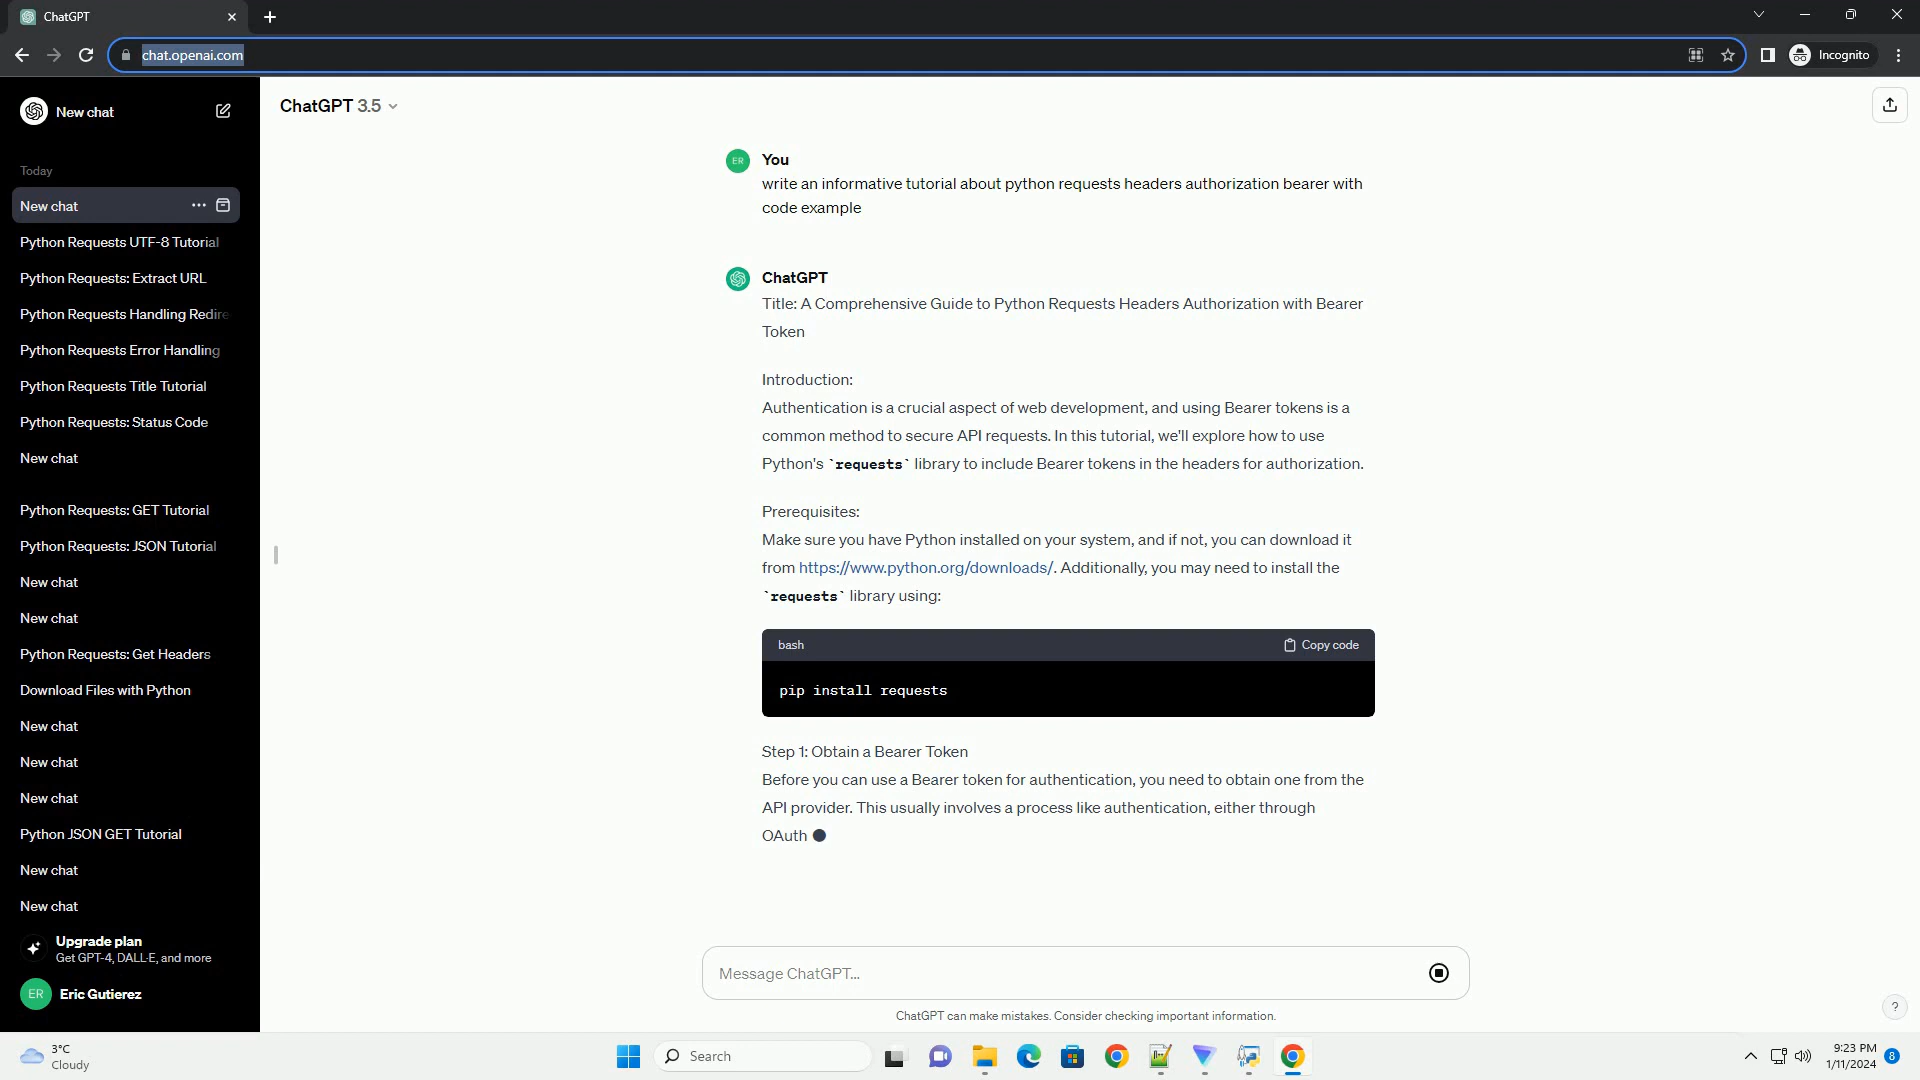 ChatGPT
chat.openai.com
Incognito
New chat
Today
New chat
Python Requests UTF-8 Tutorial
Python Requests: Extract URL
Python Requests Handling Redire
Python Requests Error Handling
Python Requests Title Tutorial
Python Requests: Status Code
New chat
Python Requests: GET Tutorial
Python Requests: JSON Tutorial
New chat
New chat
Python Requests: Get Headers
Download Files with Python
New chat
New chat
New chat
Python JSON GET Tutorial
New chat
New chat
Upgrade plan
Get GPT-4, DALL·E, and more
ER
Eric Gutierez
ChatGPT 3.5
ER
You
write an informative tutorial about python requests headers authorization bearer with
code example
ChatGPT
Title: A Comprehensive Guide to Python Requests Headers Authorization with Bearer
Token
Introduction:
Authentication is a crucial aspect of web development, and using Bearer tokens is a
common method to secure API requests. In this tutorial, we'll explore how to use
Python's `requests` library to include Bearer tokens in the headers for authorization.
Prerequisites:
Make sure you have Python installed on your system, and if not, you can download it
from https://www.python.org/downloads/. Additionally, you may need to install the
`requests` library using:
bash
Copy code
pip install requests
Step 1: Obtain a Bearer Token
Before you can use a Bearer token for authentication, you need to obtain one from the
API provider. This usually involves a process like authentication, either through
OAuth
Message ChatGPT...
ChatGPT can make mistakes. Consider checking important information.
?
3°C
Cloudy
Search
9:23 PM
1/11/2024
8